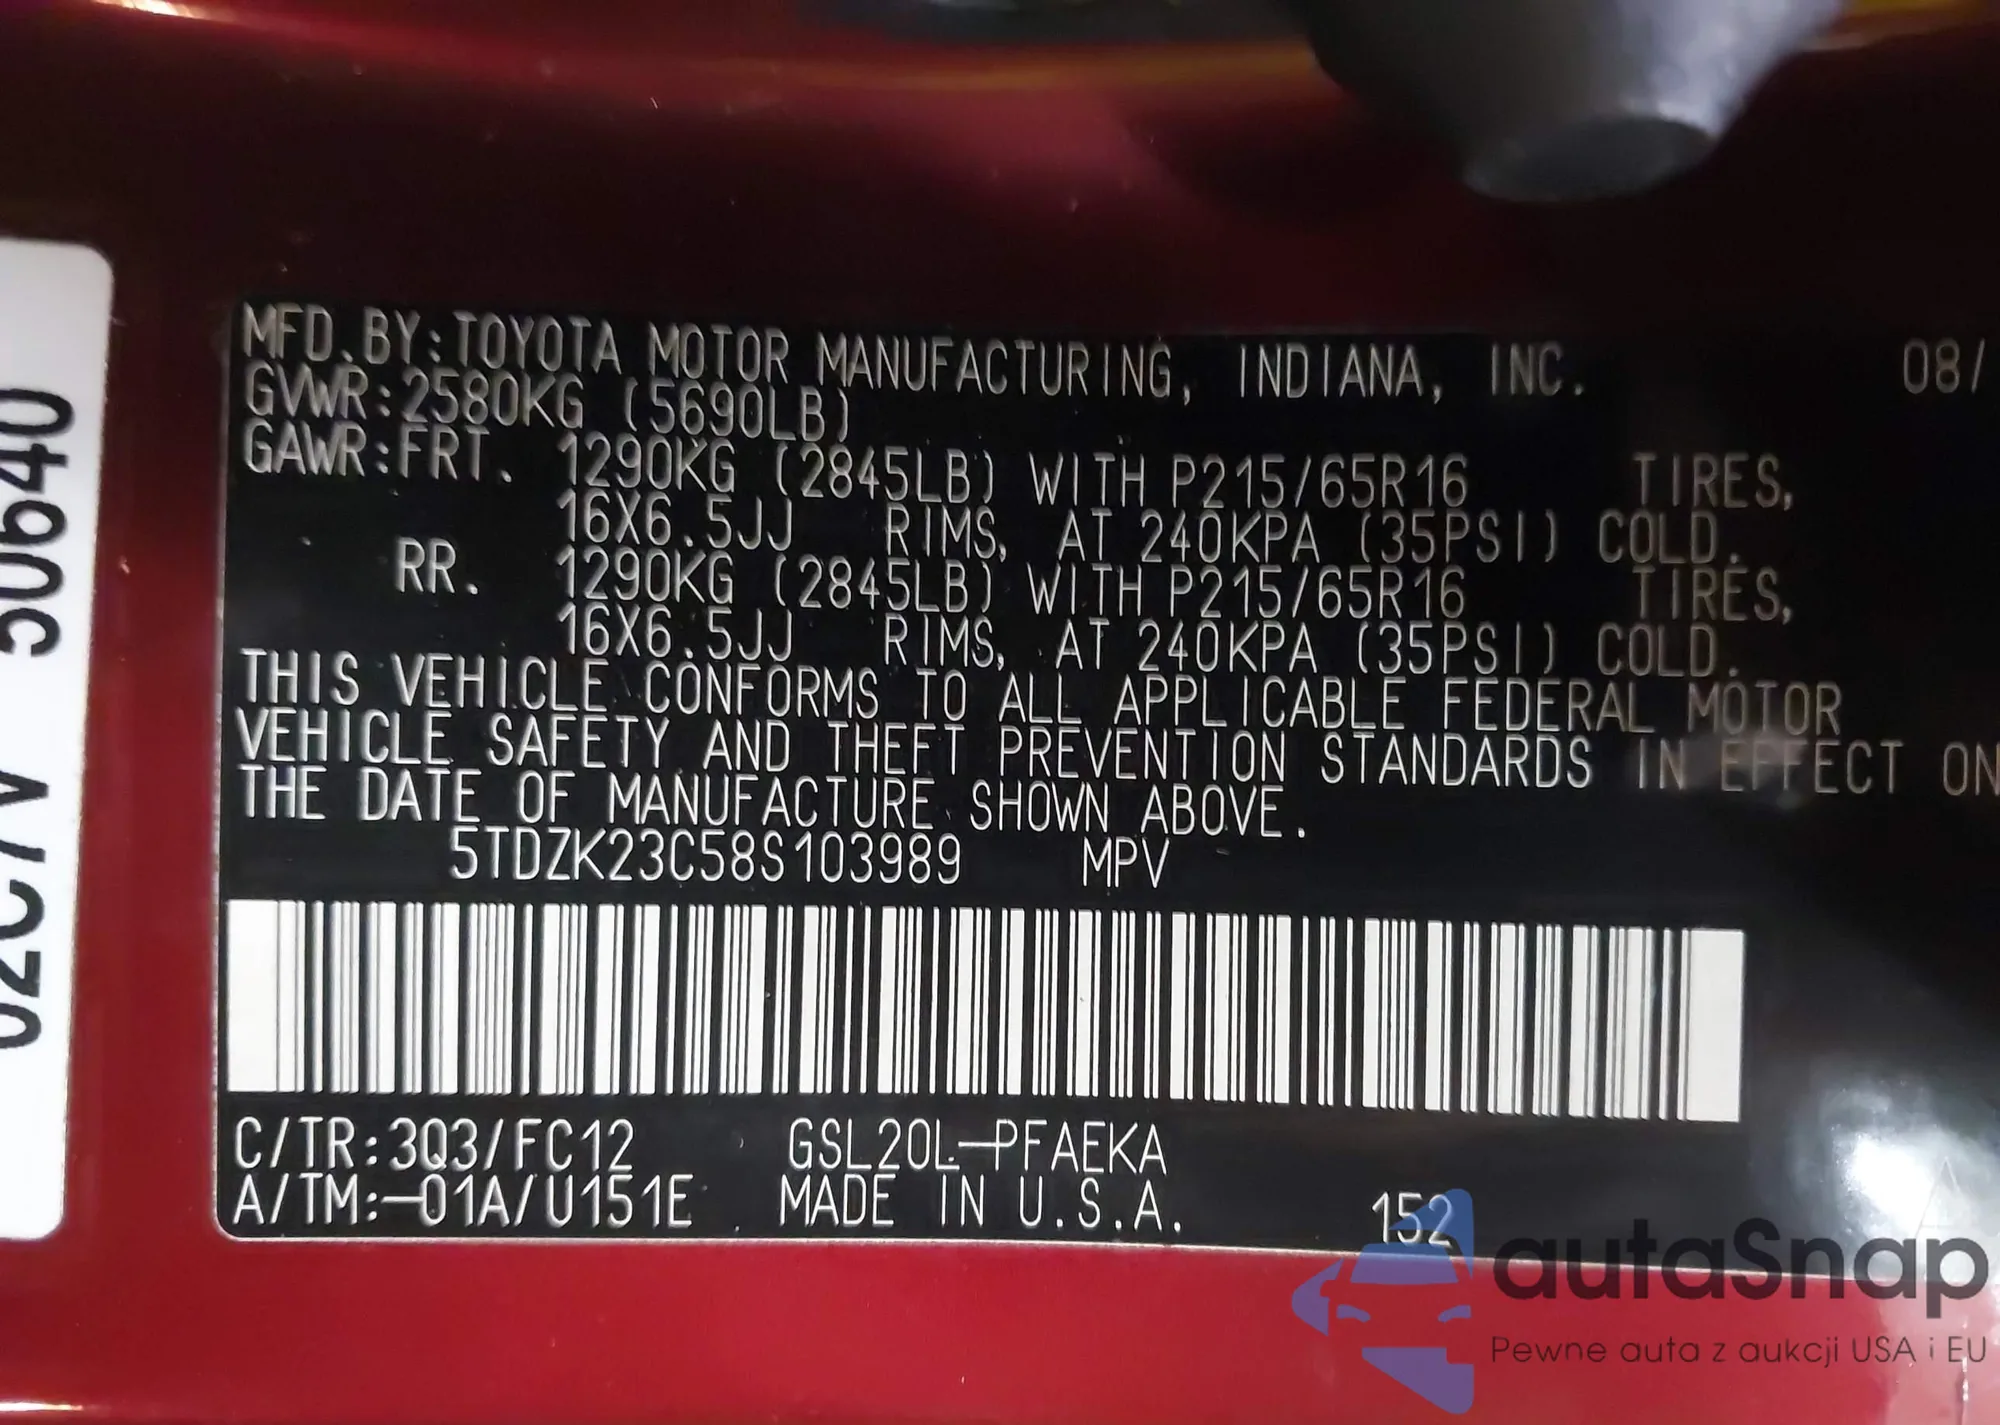 MFD.BY:TOYOTA MOTOR MANUFACTURING, INDIANA, INC. 08/
GVWR:2580KG (5690LB)
GAWR:FRT. 1290KG (2845LB) WITH P215/65R16 TIRES,
16X6.5JJ RIMS, AT 240KPA (35PSI) COLD.
RR. 1290KG (2845LB) WITH P215/65R16 TIRES,
16X6.5JJ RIMS, AT 240KPA (35PSI) COLD.
THIS VEHICLE CONFORMS TO ALL APPLICABLE FEDERAL MOTOR
VEHICLE SAFETY AND THEFT PREVENTION STANDARDS IN EFFECT ON
THE DATE OF MANUFACTURE SHOWN ABOVE.
5TDZK23C58S103989 MPV
C/TR:3Q3/FC12 GSL20L-PFAEKA
A/TM:-01A/U151E MADE IN U.S.A. 152
autoSnap
Pewne auta z aukcji USA i EU
50640